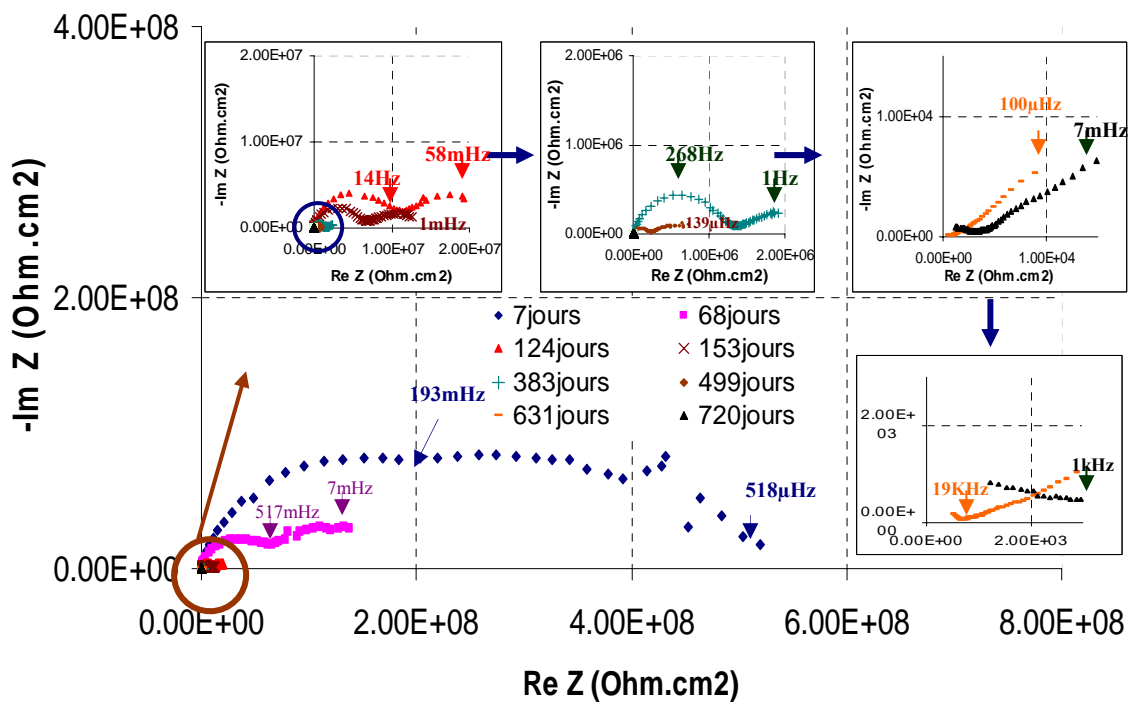 4.00E+08
2.00E+08
0.00E+00
-Im Z (Ohm.cm2)
0.00E+00
2.00E+08
4.00E+08
6.00E+08
8.00E+08
Re Z (Ohm.cm2)
2.00E+07
1.00E+07
0.00E+00
-Im Z (Ohm.cm2)
58mHz
14Hz
1mHz
0.00E+00
1.00E+07
2.00E+07
Re Z (Ohm.cm2)
2.00E+06
1.00E+06
0.00E+00
-Im Z (Ohm.cm2)
268Hz
1Hz
139µHz
0.00E+00
1.00E+06
2.00E+06
Re Z (Ohm.cm2)
1.00E+04
0.00E+00
-Im Z (Ohm.cm2)
100µHz
7mHz
0.00E+00
1.00E+04
Re Z (Ohm.cm2)
7jours
68jours
124jours
153jours
383jours
499jours
631jours
720jours
193mHz
7mHz
517mHz
518µHz
2.00E+
03
0.00E+
00
19KHz
1kHz
0.00E+00
2.00E+03